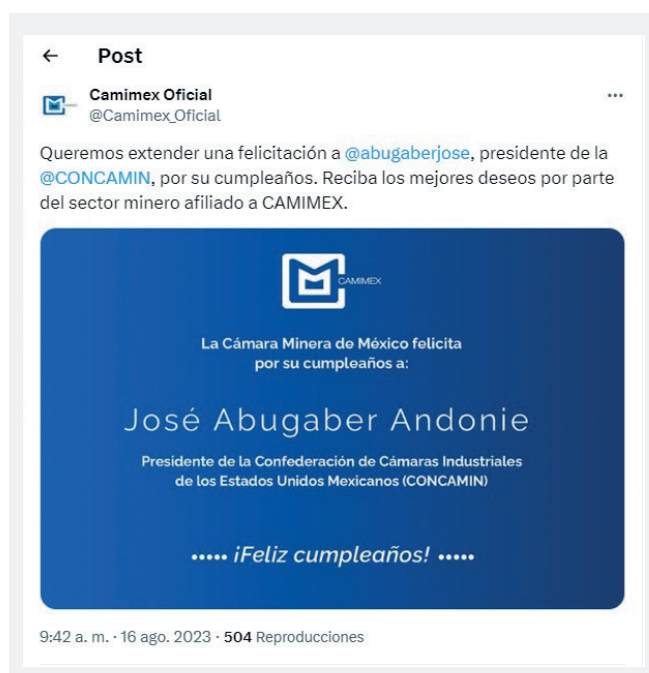 ← Post
Camimex Oficial
@Camimex_Oficial
Queremos extender una felicitación a @abugaberjose, presidente de la
@CONCAMIN, por su cumpleaños. Reciba los mejores deseos por parte
del sector minero afiliado a CAMIMEX.
CAMIMEX
La Cámara Minera de México felicita
por su cumpleaños a:
José Abugaber Andonie
Presidente de la Confederación de Cámaras Industriales
de los Estados Unidos Mexicanos (CONCAMIN)
••••• ¡Feliz cumpleaños! •••••
9:42 a. m. · 16 ago. 2023 · 504 Reproducciones